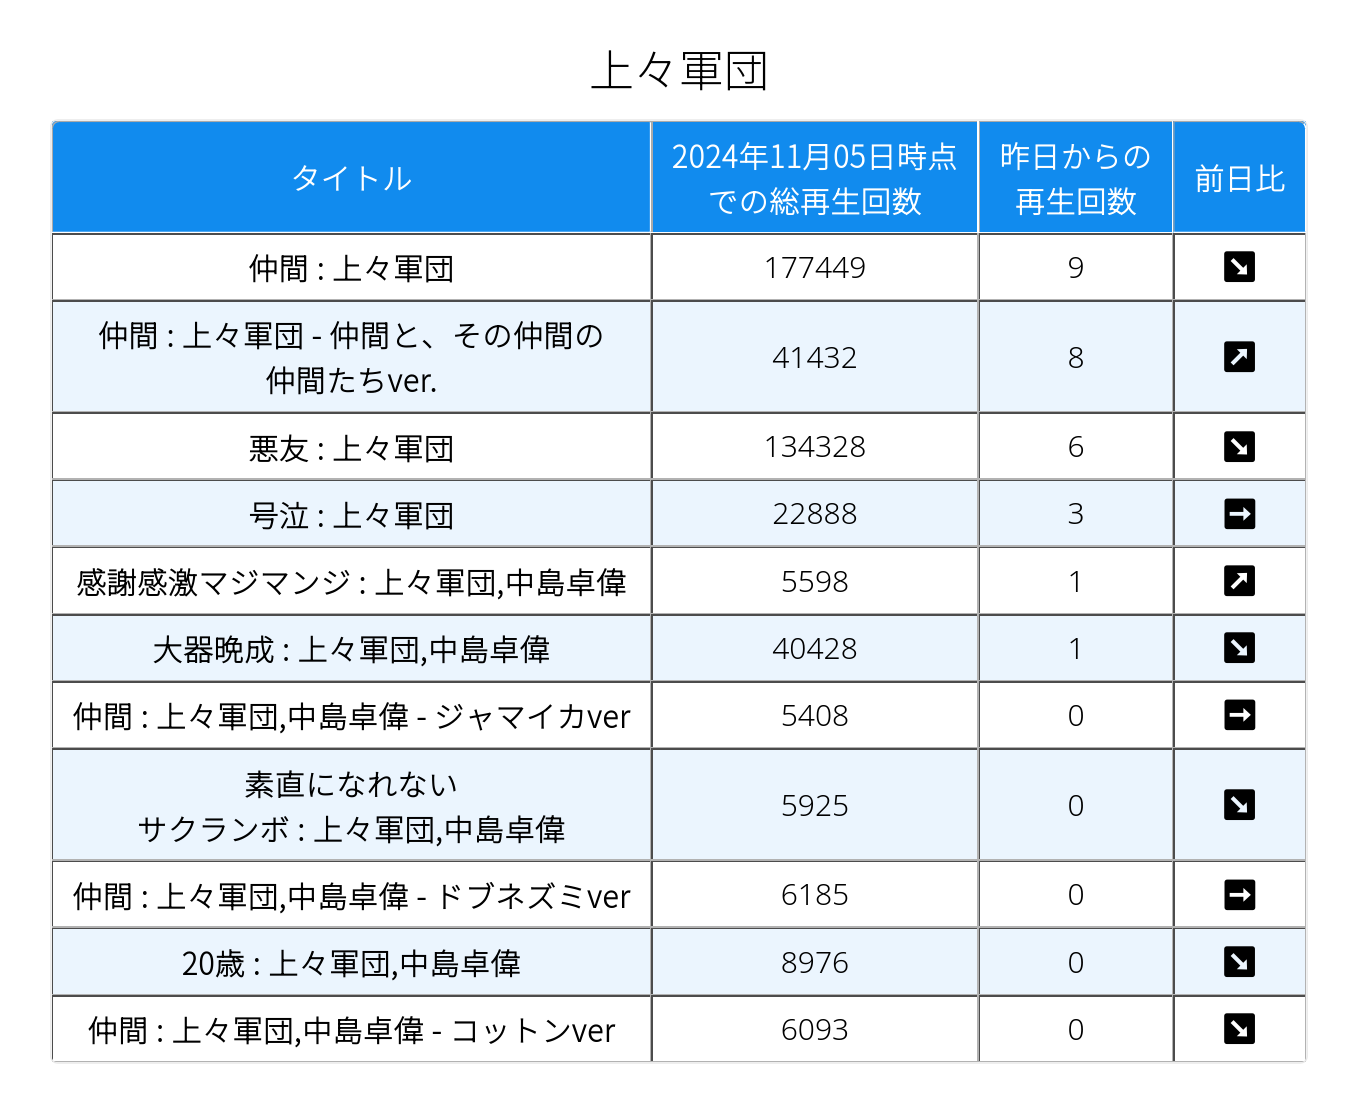 上々軍団
タイトル
2024年11月05日時点
での総再生回数
昨日からの
再生回数
前日比
仲間 : 上々軍団
177449
9
仲間 : 上々軍団 - 仲間と、その仲間の
仲間たちver.
41432
8
悪友 : 上々軍団
134328
6
号泣 : 上々軍団
22888
3
感謝感激マジマンジ : 上々軍団,中島卓偉
5598
1
大器晩成 : 上々軍団,中島卓偉
40428
1
仲間 : 上々軍団,中島卓偉 - ジャマイカver
5408
0
素直になれない
サクランボ : 上々軍団,中島卓偉
5925
0
仲間 : 上々軍団,中島卓偉 - ドブネズミver
6185
0
20歳 : 上々軍団,中島卓偉
8976
0
仲間 : 上々軍団,中島卓偉 - コットンver
6093
0